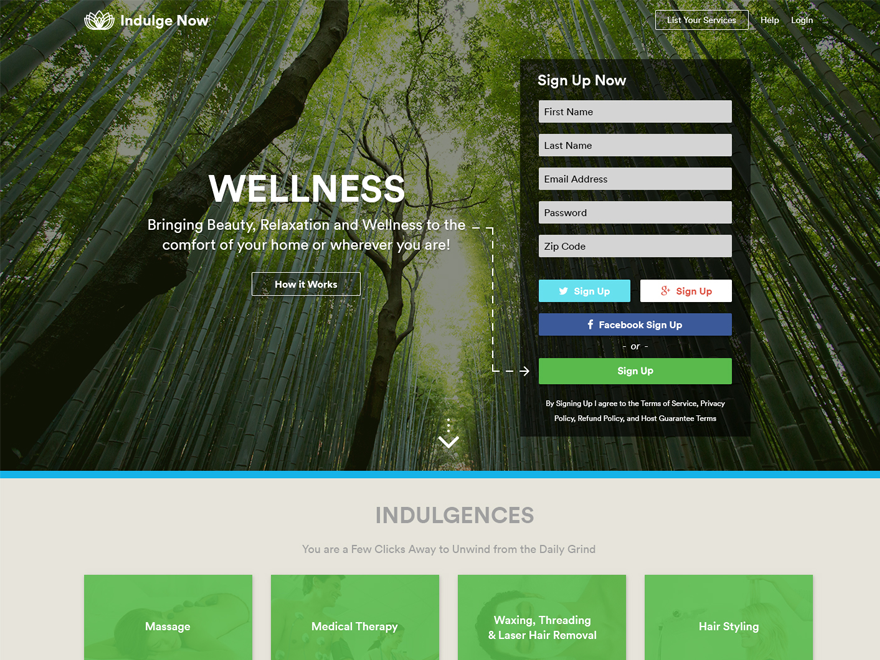 Indulge Now
List Your Services
Help
Login
WELLNESS
Bringing Beauty, Relaxation and Wellness to the
comfort of your home or wherever you are!
How it Works
Sign Up Now
First Name
Last Name
Email Address
Password
Zip Code
Sign Up
Sign Up
Facebook Sign Up
- or -
Sign Up
By Signing Up I agree to the Terms of Service, Privacy
Policy, Refund Policy, and Host Guarantee Terms
INDULGENCES
You are a Few Clicks Away to Unwind from the Daily Grind
Massage
Medical Therapy
Waxing, Threading
& Laser Hair Removal
Hair Styling